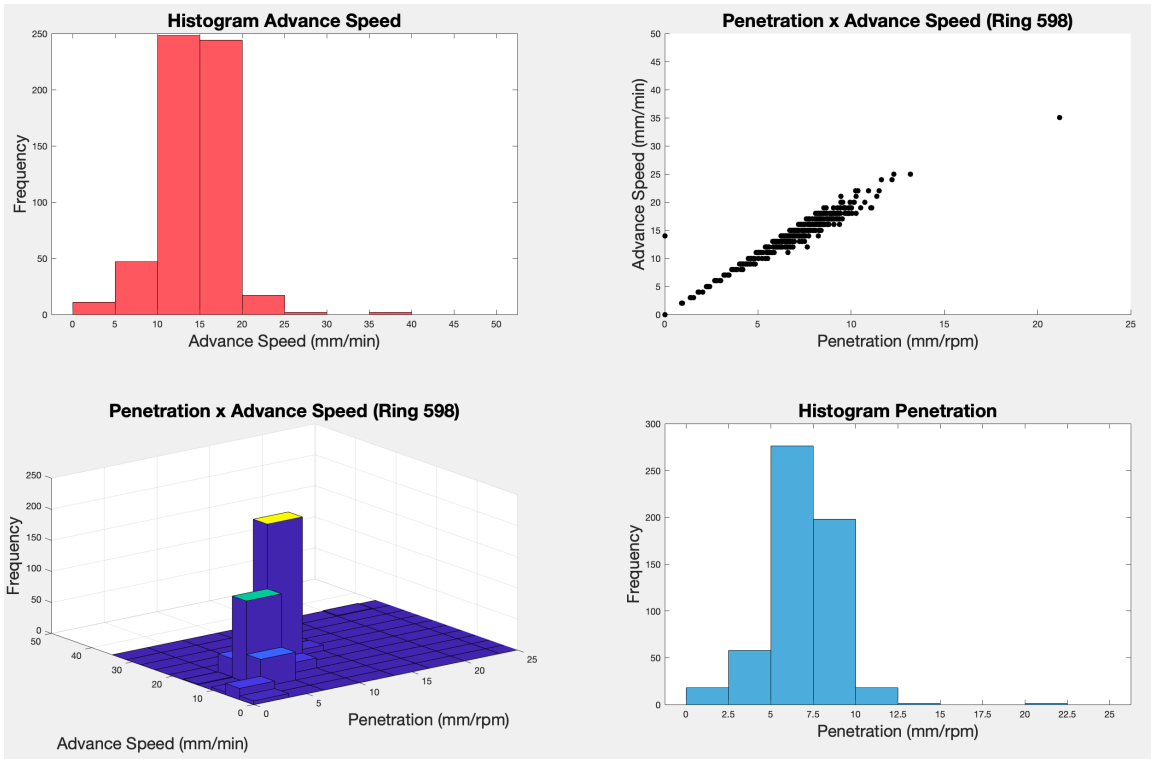 Histogram Advance Speed
250
200
150
100
50
0
Frequency
0 5 10 15 20 25 30 35 40 45 50
Advance Speed (mm/min)
Penetration x Advance Speed (Ring 598)
50
45
40
35
30
25
20
15
10
5
0
Advance Speed (mm/min)
0 5 10 15 20 25
Penetration (mm/rpm)
Penetration x Advance Speed (Ring 598)
250
200
150
100
50
0
Frequency
50
40
30
20
10
0
Advance Speed (mm/min)
0
5
10
15
20
25
Penetration (mm/rpm)
Histogram Penetration
300
250
200
150
100
50
0
Frequency
0 2.5 5 7.5 10 12.5 15 17.5 20 22.5 25
Penetration (mm/rpm)